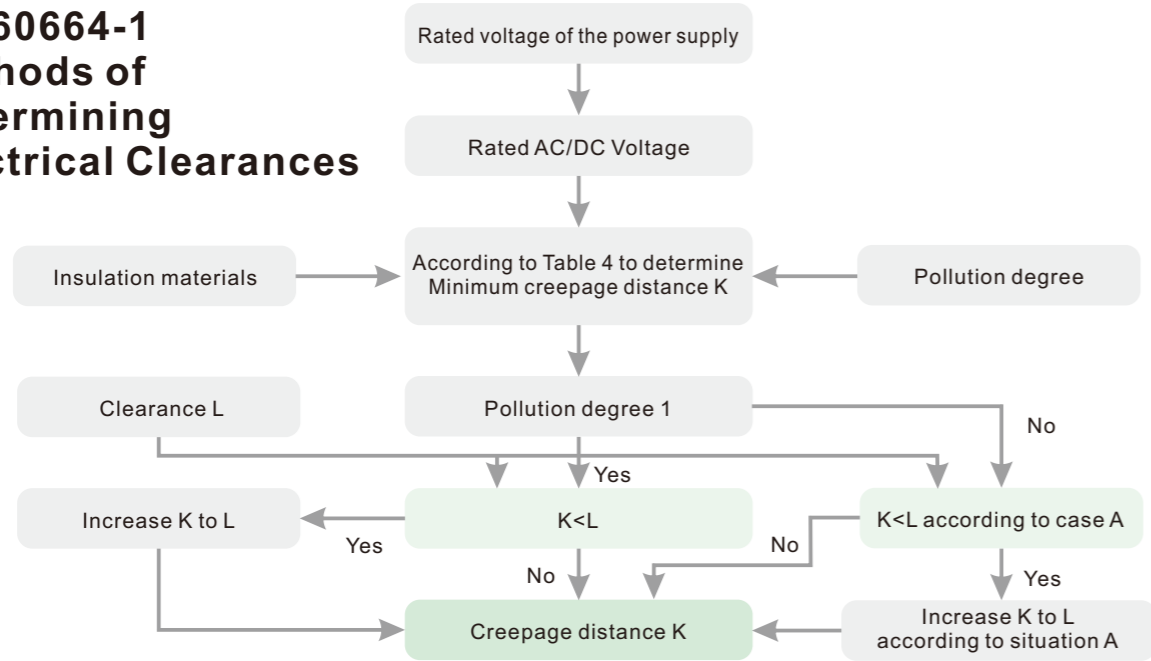 60664-1
hods of
ermining
ctrical Clearances
Rated voltage of the power supply
Rated AC/DC Voltage
Insulation materials
According to Table 4 to determine
Minimum creepage distance K
Pollution degree
Clearance L
Pollution degree 1
No
Yes
Increase K to L
Yes
K<L
No
K<L according to case A
No
Yes
Creepage distance K
Increase K to L
according to situation A